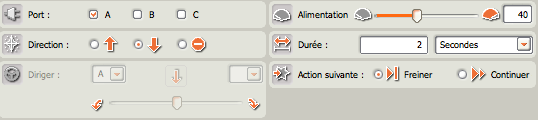 Port : A B C
Direction :
Diriger : A
Alimentation 40
Durée : 2 Secondes
Action suivante : Freiner Continuer